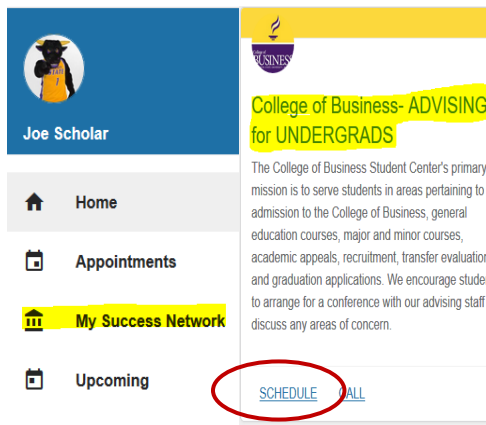 Joe Scholar
Home
Appointments
My Success Network
Upcoming
College of
BUSINESS
College of Business- ADVISING
for UNDERGRADS
The College of Business Student Center's primary
mission is to serve students in areas pertaining to
admission to the College of Business, general
education courses, major and minor courses,
academic appeals, recruitment, transfer evaluation
and graduation applications. We encourage stude
to arrange for a conference with our advising staff
discuss any areas of concern.
SCHEDULE CALL